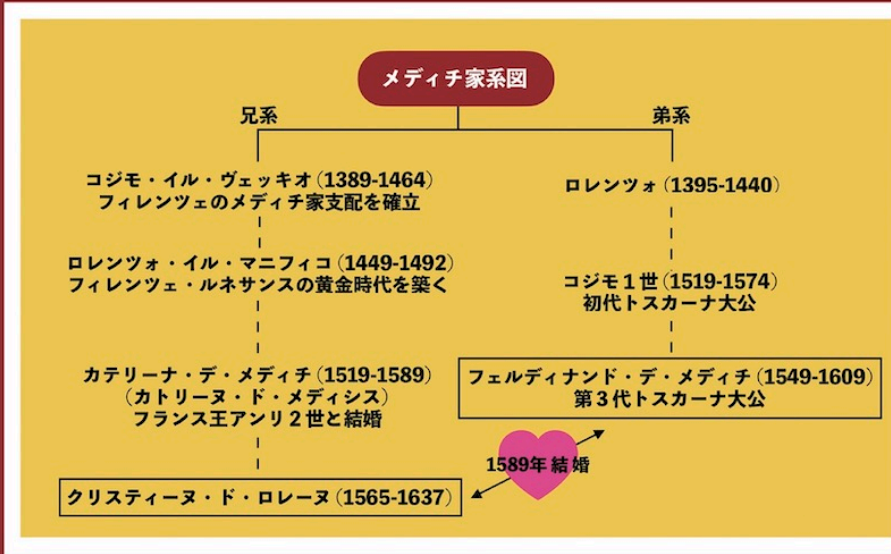 メディチ家系図
兄系
弟系
コジモ・イル・ヴェッキオ(1389-1464)
フィレンツェのメディチ家支配を確立
ロレンツォ・イル・マニフィコ(1449-1492)
フィレンツェ・ルネサンスの黄金時代を築く
カテリーナ・デ・メディチ(1519-1589)
(カトリーヌ・ド・メディシス)
フランス王アンリ2世と結婚
クリスティーヌ・ド・ロレーヌ(1565-1637)
ロレンツォ(1395-1440)
コジモ1世(1519-1574)
初代トスカーナ大公
フェルディナンド・デ・メディチ(1549-1609)
第3代トスカーナ大公
1589年 結婚